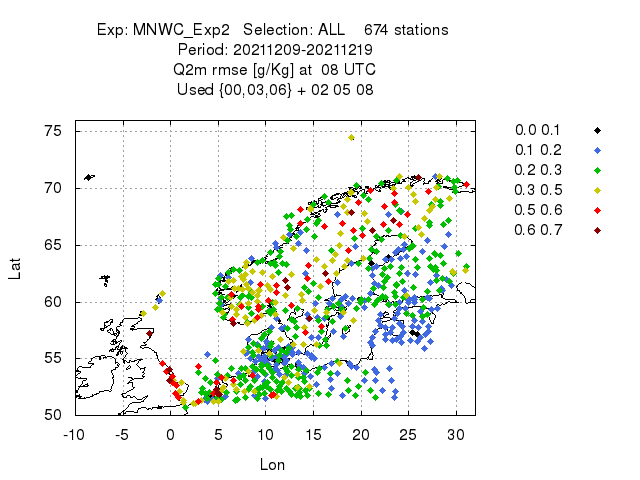 Exp: MNWC_Exp2 Selection: ALL 674 stations
Period: 20211209-20211219
Q2m rmse [g/Kg] at 08 UTC
Used {00,03,06} + 02 05 08
75
70
65
60
55
50
Lat
-10 -5 0 5 10 15 20 25 30
Lon
0.0 0.1
0.1 0.2
0.2 0.3
0.3 0.5
0.5 0.6
0.6 0.7